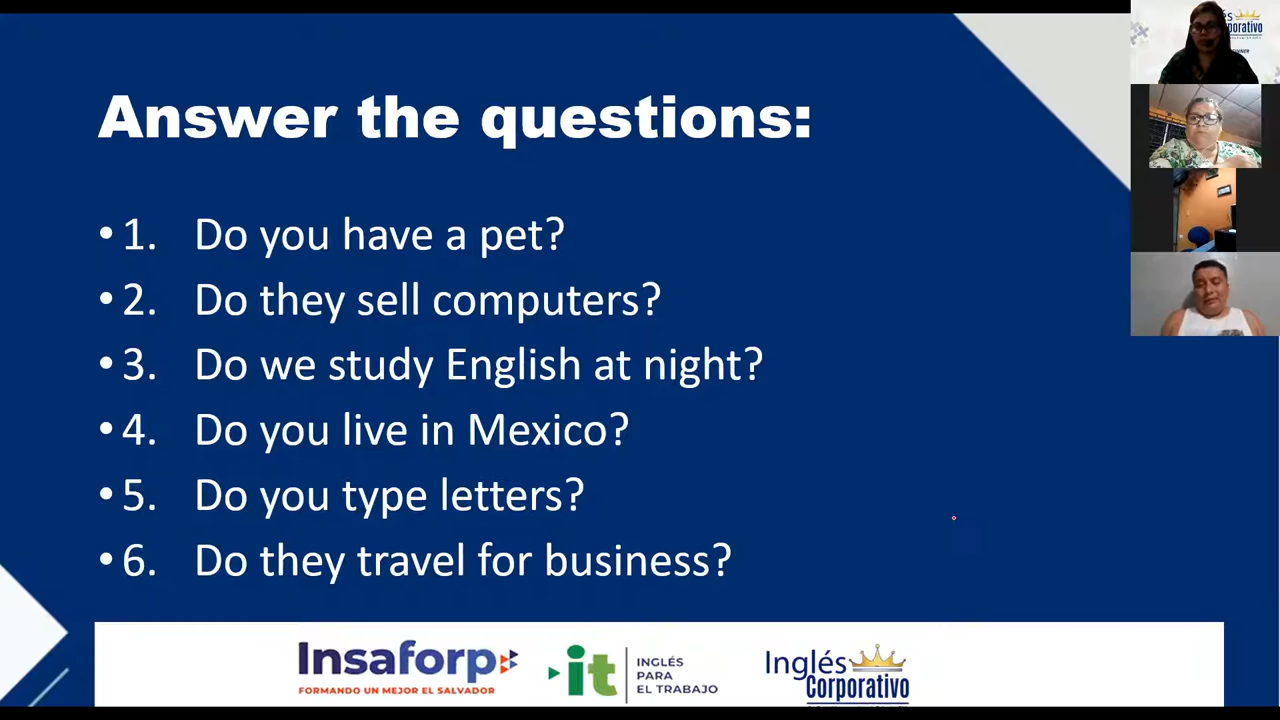 Answer the questions:
• 1. Do you have a pet?
• 2. Do they sell computers?
• 3. Do we study English at night?
• 4. Do you live in Mexico?
• 5. Do you type letters?
• 6. Do they travel for business?
Insaforp
FORMANDO UN MEJOR EL SALVADOR
it
INGLÉS
PARA
EL TRABAJO
Inglés
Corporativo